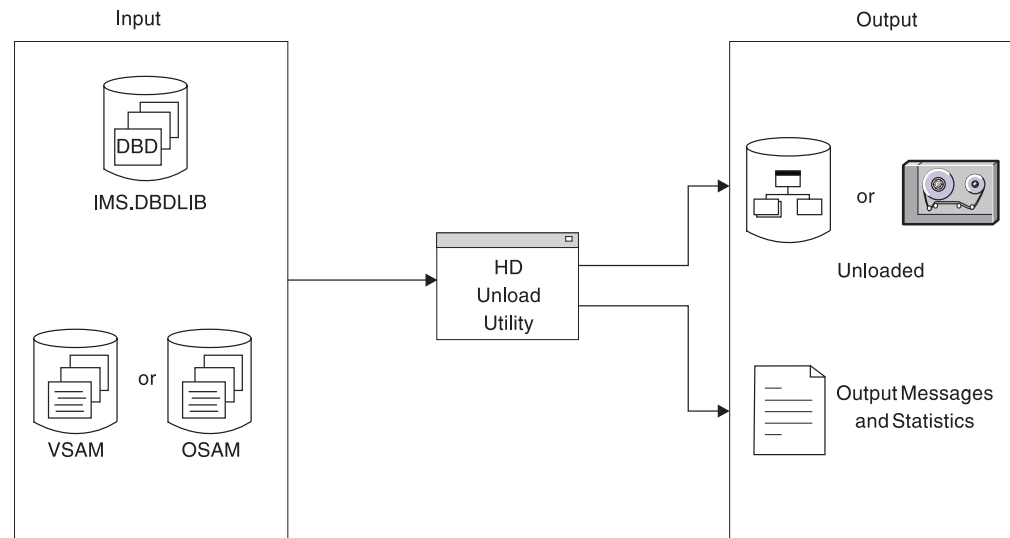 Input
DBD
IMS.DBDLIB
or
VSAM
OSAM
HD
Unload
Utility
Output
or
Unloaded
Output Messages
and Statistics